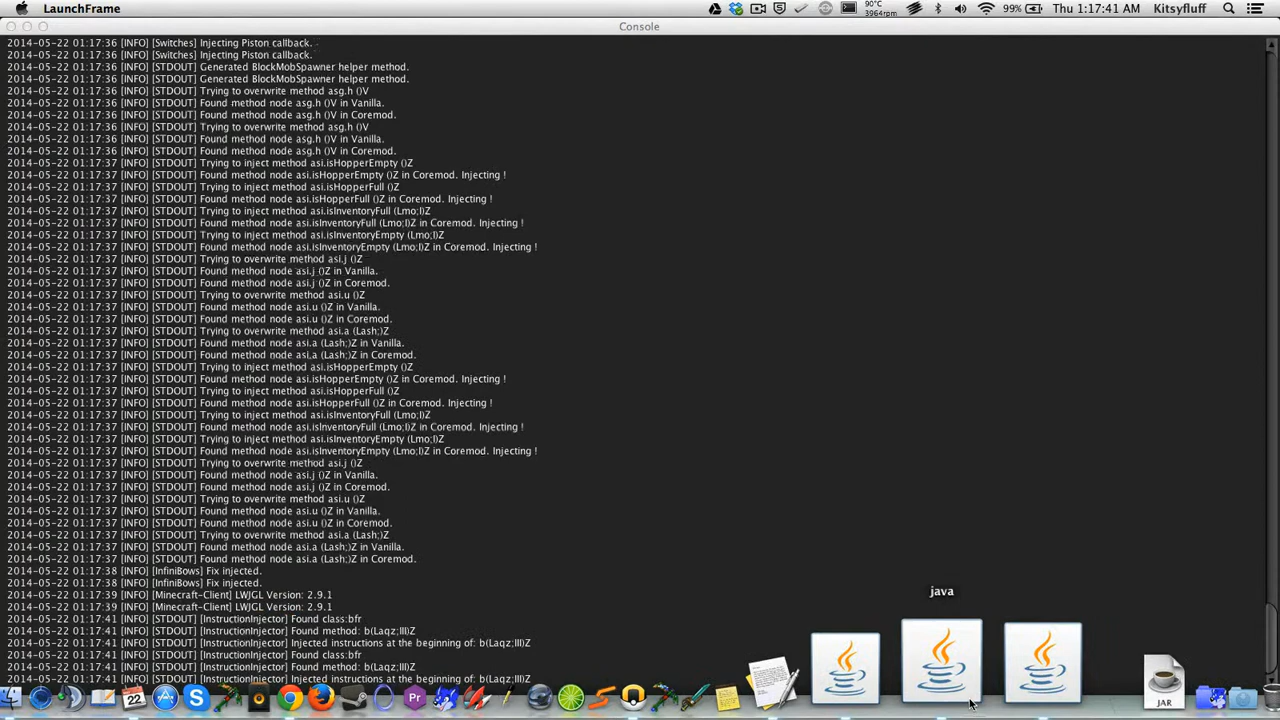 LaunchFrame 90°C 3964rpm 99% Thu 1:17:41 AM Kitsyfluff
Console
2014-05-22 01:17:36 [INFO] [Switches] Injecting Piston callback.
2014-05-22 01:17:36 [INFO] [Switches] Injecting Piston callback.
2014-05-22 01:17:36 [INFO] [STDOUT] Generated BlockMobSpawner helper method.
2014-05-22 01:17:36 [INFO] [STDOUT] Generated BlockMobSpawner helper method.
2014-05-22 01:17:36 [INFO] [STDOUT] Trying to overwrite method asg.h ()V
2014-05-22 01:17:36 [INFO] [STDOUT] Found method node asg.h ()V in Vanilla.
2014-05-22 01:17:36 [INFO] [STDOUT] Found method node asg.h ()V in Coremod.
2014-05-22 01:17:36 [INFO] [STDOUT] Trying to overwrite method asg.h ()V
2014-05-22 01:17:36 [INFO] [STDOUT] Found method node asg.h ()V in Vanilla.
2014-05-22 01:17:36 [INFO] [STDOUT] Found method node asg.h ()V in Coremod.
2014-05-22 01:17:37 [INFO] [STDOUT] Trying to inject method asi.isHopperEmpty ()Z
2014-05-22 01:17:37 [INFO] [STDOUT] Found method node asi.isHopperEmpty ()Z in Coremod. Injecting !
2014-05-22 01:17:37 [INFO] [STDOUT] Trying to inject method asi.isHopperFull ()Z
2014-05-22 01:17:37 [INFO] [STDOUT] Found method node asi.isHopperFull ()Z in Coremod. Injecting !
2014-05-22 01:17:37 [INFO] [STDOUT] Trying to inject method asi.isInventoryFull (Lmo;I)Z
2014-05-22 01:17:37 [INFO] [STDOUT] Found method node asi.isInventoryFull (Lmo;I)Z in Coremod. Injecting !
2014-05-22 01:17:37 [INFO] [STDOUT] Trying to inject method asi.isInventoryEmpty (Lmo;I)Z
2014-05-22 01:17:37 [INFO] [STDOUT] Found method node asi.isInventoryEmpty (Lmo;I)Z in Coremod. Injecting !
2014-05-22 01:17:37 [INFO] [STDOUT] Trying to overwrite method asi.j ()Z
2014-05-22 01:17:37 [INFO] [STDOUT] Found method node asi.j ()Z in Vanilla.
2014-05-22 01:17:37 [INFO] [STDOUT] Found method node asi.j ()Z in Coremod.
2014-05-22 01:17:37 [INFO] [STDOUT] Trying to overwrite method asi.u ()Z
2014-05-22 01:17:37 [INFO] [STDOUT] Found method node asi.u ()Z in Vanilla.
2014-05-22 01:17:37 [INFO] [STDOUT] Found method node asi.u ()Z in Coremod.
2014-05-22 01:17:37 [INFO] [STDOUT] Trying to overwrite method asi.a (Lash;)Z
2014-05-22 01:17:37 [INFO] [STDOUT] Found method node asi.a (Lash;)Z in Vanilla.
2014-05-22 01:17:37 [INFO] [STDOUT] Found method node asi.a (Lash;)Z in Coremod.
2014-05-22 01:17:37 [INFO] [STDOUT] Trying to inject method asi.isHopperEmpty ()Z
2014-05-22 01:17:37 [INFO] [STDOUT] Found method node asi.isHopperEmpty ()Z in Coremod. Injecting !
2014-05-22 01:17:37 [INFO] [STDOUT] Trying to inject method asi.isHopperFull ()Z
2014-05-22 01:17:37 [INFO] [STDOUT] Found method node asi.isHopperFull ()Z in Coremod. Injecting !
2014-05-22 01:17:37 [INFO] [STDOUT] Trying to inject method asi.isInventoryFull (Lmo;I)Z
2014-05-22 01:17:37 [INFO] [STDOUT] Found method node asi.isInventoryFull (Lmo;I)Z in Coremod. Injecting !
2014-05-22 01:17:37 [INFO] [STDOUT] Trying to inject method asi.isInventoryEmpty (Lmo;I)Z
2014-05-22 01:17:37 [INFO] [STDOUT] Found method node asi.isInventoryEmpty (Lmo;I)Z in Coremod. Injecting !
2014-05-22 01:17:37 [INFO] [STDOUT] Trying to overwrite method asi.j ()Z
2014-05-22 01:17:37 [INFO] [STDOUT] Found method node asi.j ()Z in Vanilla.
2014-05-22 01:17:37 [INFO] [STDOUT] Found method node asi.j ()Z in Coremod.
2014-05-22 01:17:37 [INFO] [STDOUT] Trying to overwrite method asi.u ()Z
2014-05-22 01:17:37 [INFO] [STDOUT] Found method node asi.u ()Z in Vanilla.
2014-05-22 01:17:37 [INFO] [STDOUT] Found method node asi.u ()Z in Coremod.
2014-05-22 01:17:37 [INFO] [STDOUT] Trying to overwrite method asi.a (Lash;)Z
2014-05-22 01:17:37 [INFO] [STDOUT] Found method node asi.a (Lash;)Z in Vanilla.
2014-05-22 01:17:37 [INFO] [STDOUT] Found method node asi.a (Lash;)Z in Coremod.
2014-05-22 01:17:38 [INFO] [InfiniBows] Fix injected.
2014-05-22 01:17:38 [INFO] [InfiniBows] Fix injected.
2014-05-22 01:17:39 [INFO] [Minecraft-Client] LWJGL Version: 2.9.1
2014-05-22 01:17:39 [INFO] [Minecraft-Client] LWJGL Version: 2.9.1
2014-05-22 01:17:41 [INFO] [STDOUT] [InstructionInjector] Found class:bfr
2014-05-22 01:17:41 [INFO] [STDOUT] [InstructionInjector] Found method: b(Laqz;III)Z
2014-05-22 01:17:41 [INFO] [STDOUT] [InstructionInjector] Injected instructions at the beginning of: b(Laqz;III)Z
2014-05-22 01:17:41 [INFO] [STDOUT] [InstructionInjector] Found class:bfr
2014-05-22 01:17:41 [INFO] [STDOUT] [InstructionInjector] Found method: b(Laqz;III)Z
2014-05-22 01:17:41 [INFO] [STDOUT] [InstructionInjector] Injected instructions at the beginning of: b(Laqz;III)Z
java
22
Pr
JAR